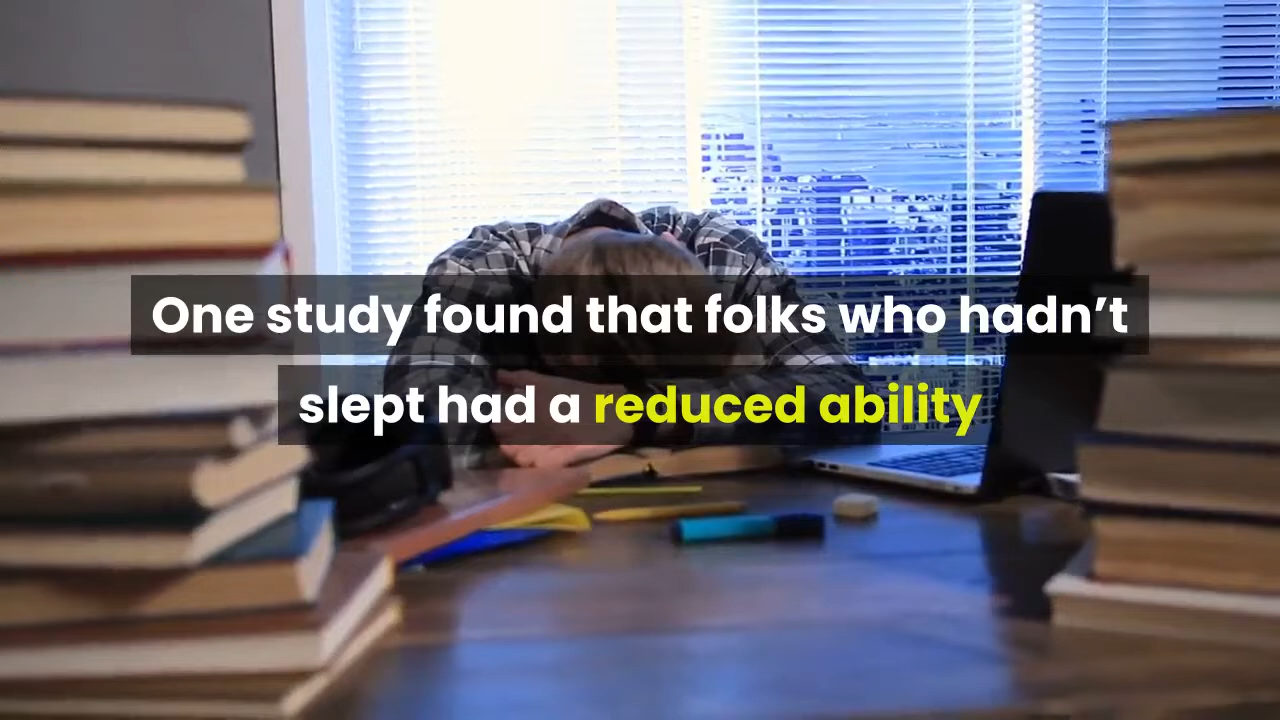 One study found that folks who hadn’t
slept had a reduced ability